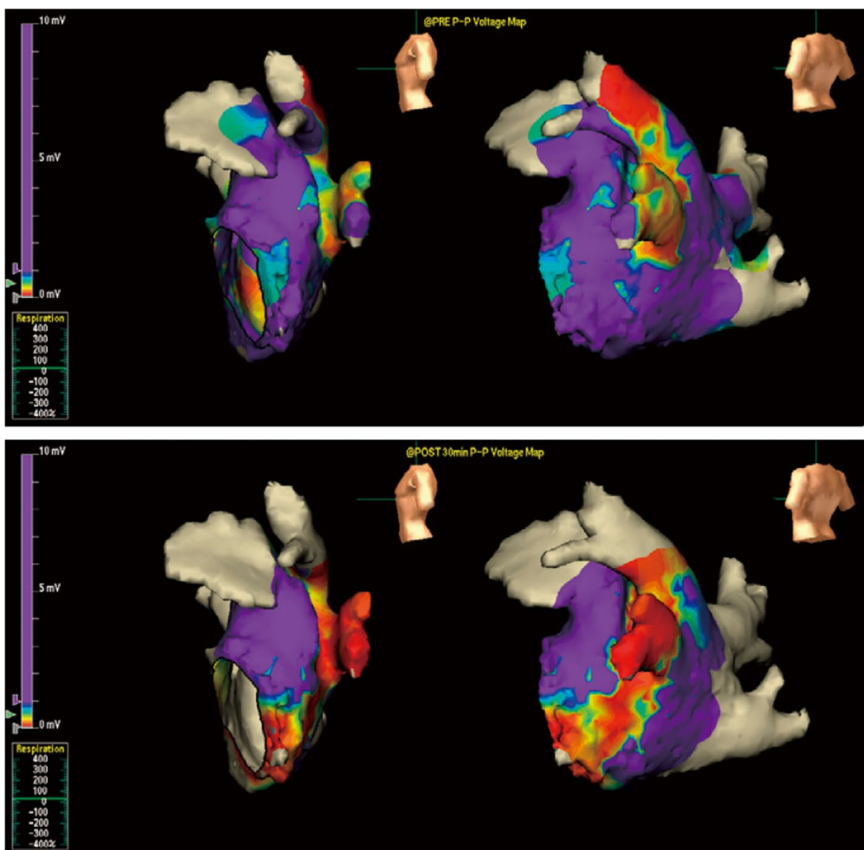 @PRE P-P Voltage Map
10 mV
5 mV
0 mV
Respiration
400
300
200
100
0
-100
-200
-300
-400%
@POST 30min P-P Voltage Map
10 mV
5 mV
0 mV
Respiration
400
300
200
100
0
-100
-200
-300
-400%